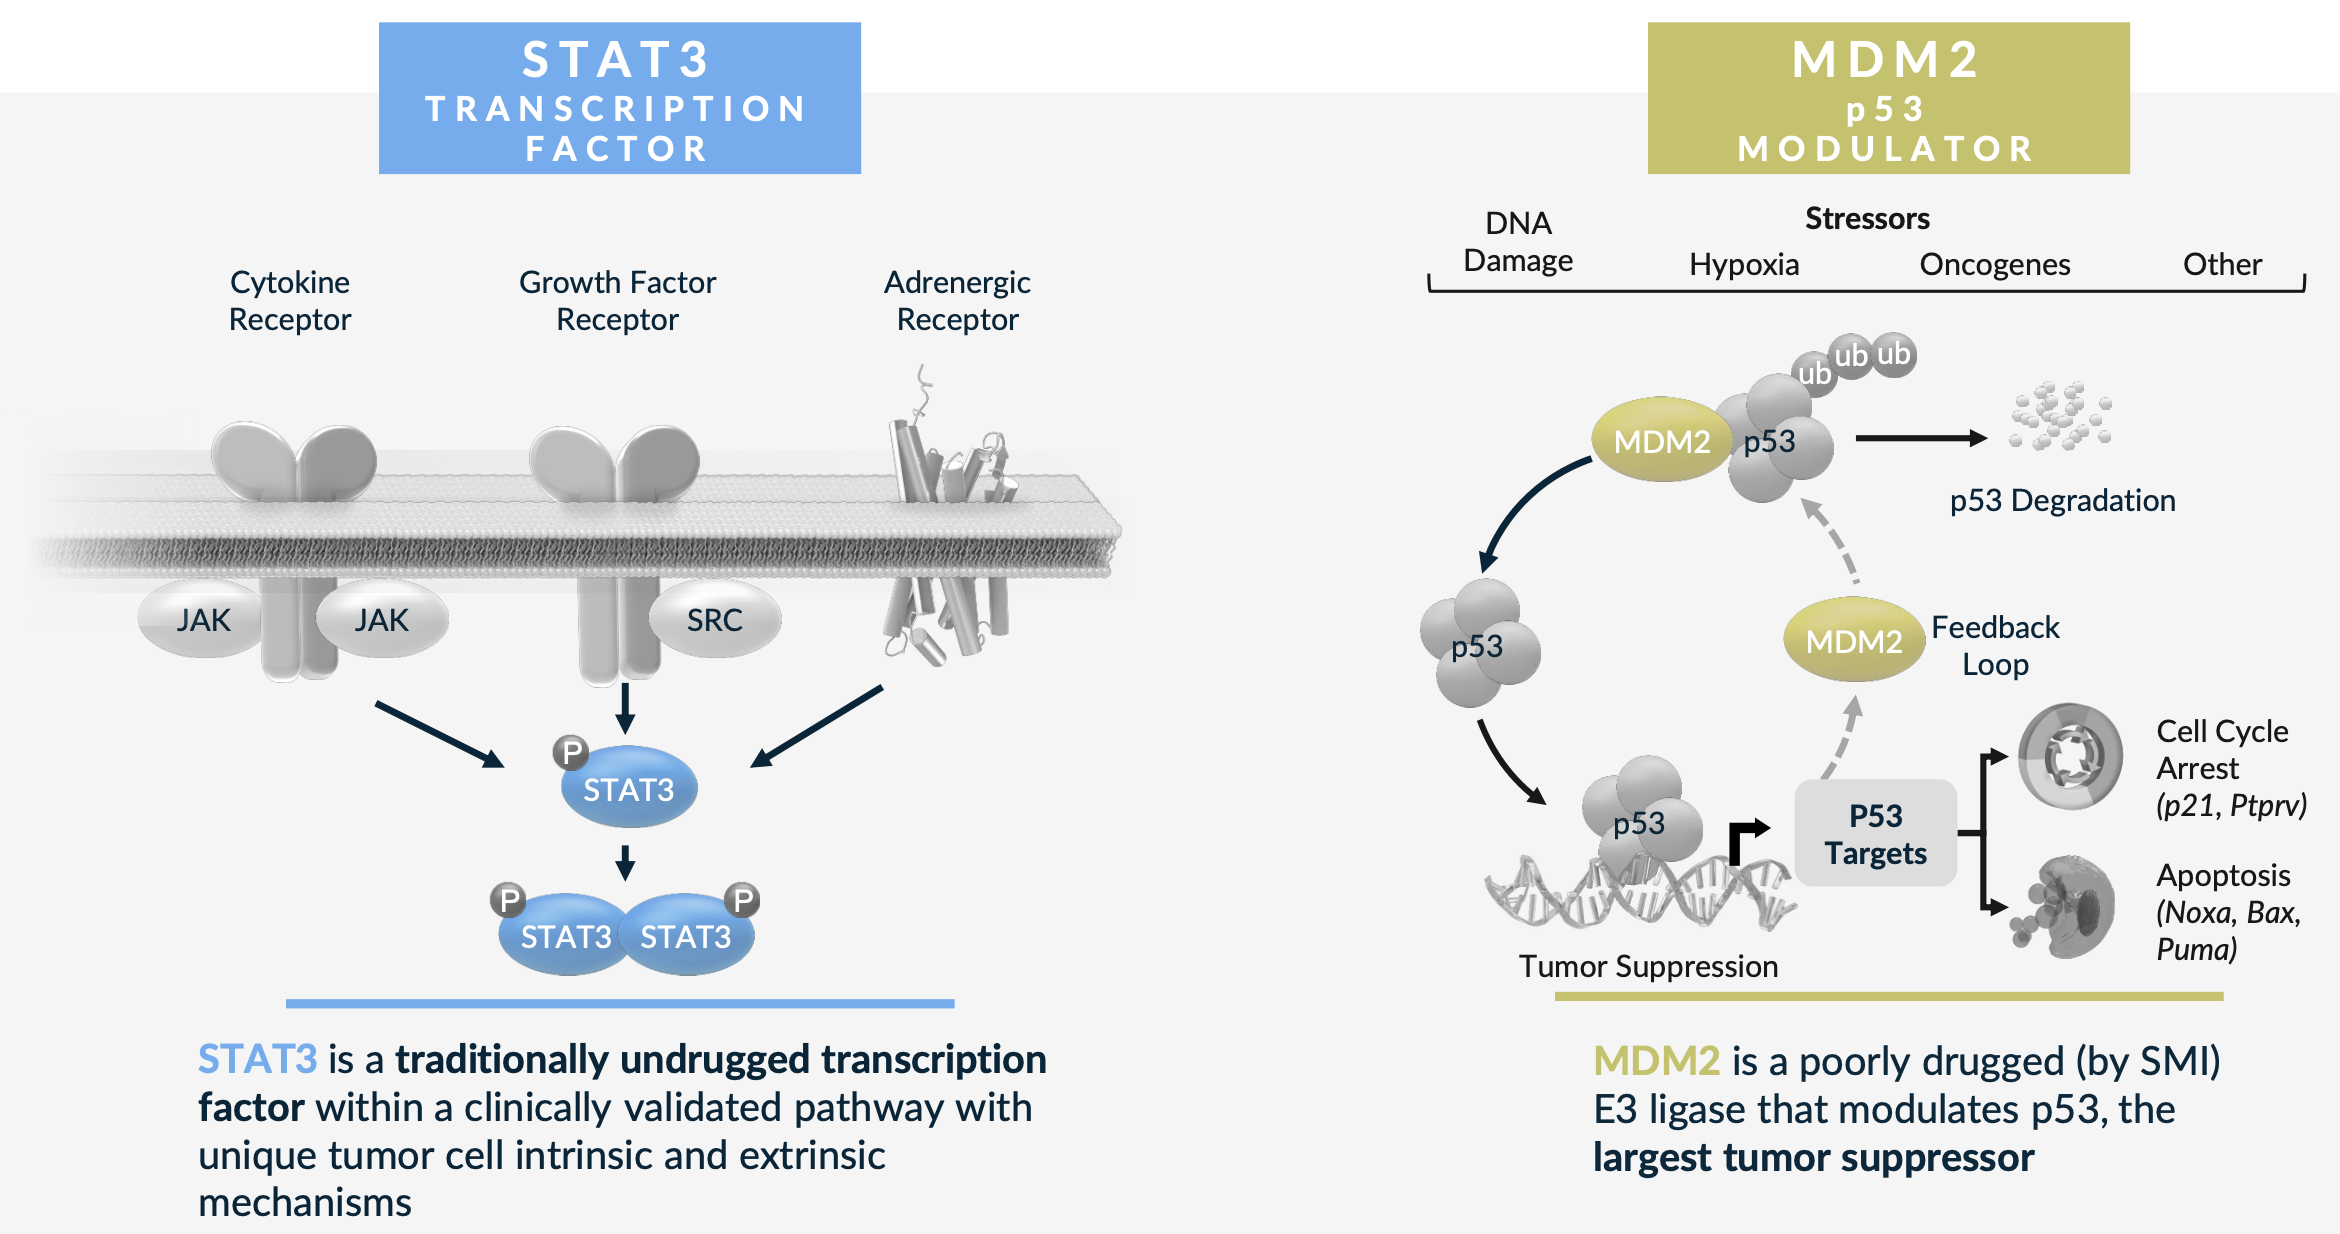 STAT3
TRANSCRIPTION
FACTOR
Cytokine
Receptor
Growth Factor
Receptor
Adrenergic
Receptor
JAK
JAK
SRC
P
STAT3
P
P
STAT3
STAT3
STAT3 is a traditionally undrugged transcription
factor within a clinically validated pathway with
unique tumor cell intrinsic and extrinsic
mechanisms
MDM2
p53
MODULATOR
Stressors
DNA
Damage
Hypoxia
Oncogenes
Other
ub
ub
ub
MDM2
p53
p53 Degradation
p53
MDM2
Feedback
Loop
p53
P53
Targets
Cell Cycle
Arrest
(p21, Ptprv)
Apoptosis
(Noxa, Bax,
Puma)
Tumor Suppression
MDM2 is a poorly drugged (by SMI)
E3 ligase that modulates p53, the
largest tumor suppressor